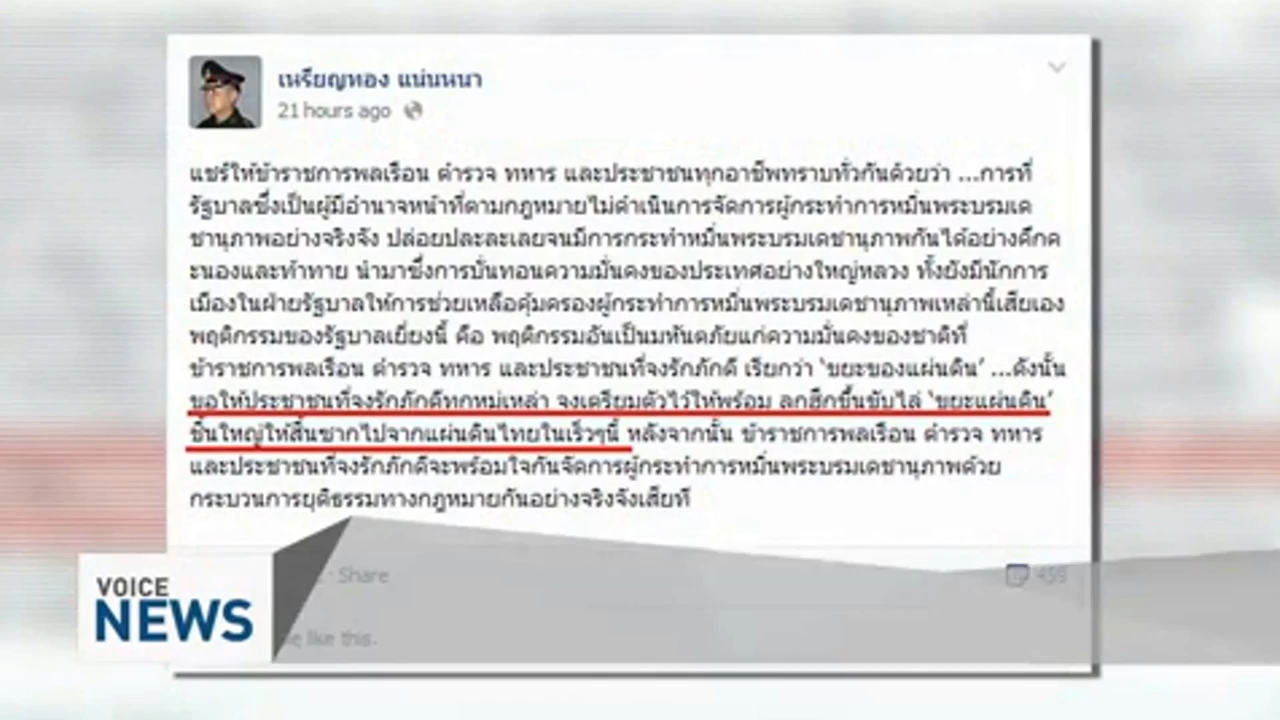 เหรียญทอง แน่นหนา
21 hours ago
แชร์ให้ข้าราชการพลเรือน ตำรวจ ทหาร และประชาชนทุกอาชีพทราบทั่วกันด้วยว่า ...การที่
รัฐบาลซึ่งเป็นผู้มีอำนาจหน้าที่ตามกฎหมายไม่ดำเนินการจัดการผู้กระทำการหมิ่นพระบรมเด
ชานุภาพอย่างจริงจัง ปล่อยปละละเลยจนมีการกระทำหมิ่นพระบรมเดชานุภาพกันได้อย่างคึกค
ะนองและท้าทาย นำมาซึ่งการบั่นทอนความมั่นคงของประเทศอย่างใหญ่หลวง ทั้งยังมีนักการ
เมืองในฝ่ายรัฐบาลให้การช่วยเหลือคุ้มครองผู้กระทำการหมิ่นพระบรมเดชานุภาพเหล่านี้เสียเอง
พฤติกรรมของรัฐบาลเยี่ยงนี้ คือ พฤติกรรมอันเป็นมหันตภัยแก่ความมั่นคงของชาติที่
ข้าราชการพลเรือน ตำรวจ ทหาร และประชาชนที่จงรักภักดี เรียกว่า 'ขยะของแผ่นดิน' ...ดังนั้น
ขอให้ประชาชนที่จงรักภักดีทุกหมู่เหล่า จงเตรียมตัวไว้ให้พร้อม ลุกฮือขึ้นขับไล่ 'ขยะแผ่นดิน'
ชิ้นใหญ่ให้สิ้นซากไปจากแผ่นดินไทยในเร็วๆนี้ หลังจากนั้น ข้าราชการพลเรือน ตำรวจ ทหาร
และประชาชนที่จงรักภักดีจะพร้อมใจกันจัดการผู้กระทำการหมิ่นพระบรมเดชานุภาพด้วย
กระบวนการยุติธรรมทางกฎหมายกันอย่างจริงจังเสียที
· Share
459
like this.
VOICE
NEWS